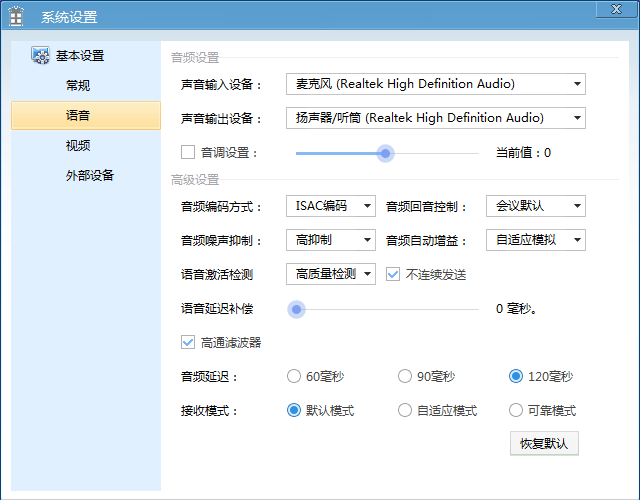 系统设置
基本设置
常规
语音
视频
外部设备
音频设置
声音输入设备： 麦克风 (Realtek High Definition Audio)
声音输出设备： 扬声器/听筒 (Realtek High Definition Audio)
音调设置： 当前值：0
高级设置
音频编码方式： ISAC编码 音频回音控制： 会议默认
音频噪声抑制： 高抑制 音频自动增益： 自适应模拟
语音激活检测 高质量检测 不连续发送
语音延迟补偿 0 毫秒。
高通滤波器
音频延迟： 60毫秒 90毫秒 120毫秒
接收模式： 默认模式 自适应模式 可靠模式
恢复默认